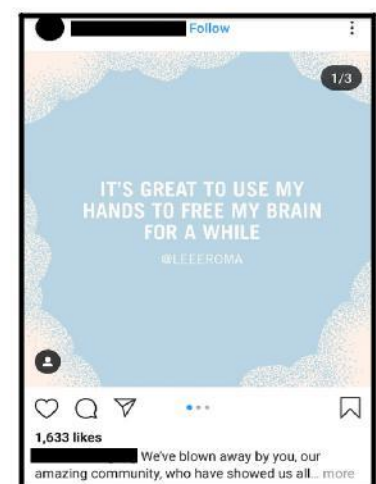 Follow
1/3
IT'S GREAT TO USE MY
HANDS TO FREE MY BRAIN
FOR A WHILE
@LEEEROMA
1,633 likes
We've blown away by you, our
amazing community, who have showed us all... more